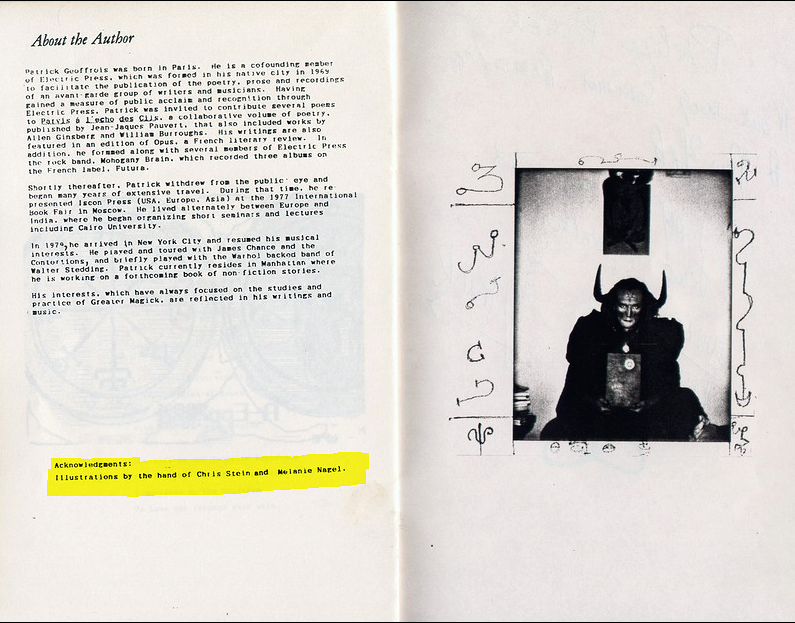 About the Author
Patrick Geoffrois was born in Paris. He is a cofounding member
of Electric Press, which was formed in his native city in 1969
to facilitate the publication of the poetry, prose and recordings
of an avant-garde group of writers and musicians. Having
gained a measure of public acclaim and recognition through
Electric Press, Patrick was invited to contribute several poems
to Parvis à l'echo des Cils, a collaborative volume of poetry,
published by Jean-Jaques Pauvert, that also included works by
Allen Ginsberg and William Burroughs. His writings are also
featured in an edition of Opus, a French literary review. In
addition, he formed along with several members of Electric Press
the rock band, Mohogany Brain, which recorded three albums on
the French label, Futura.
Shortly thereafter, Patrick withdrew from the public eye and
began many years of extensive travel. During that time, he re-
presented Iscon Press (USA, Europe, Asia) at the 1977 International
Book Fair in Moscow. He lived alternately between Europe and
India, where he began organizing short seminars and lectures
including Cairo University.
In 1979, he arrived in New York City and resumed his musical
interests. He played and toured with James Chance and the
Contortions, and briefly played with the Warhol backed band of
Walter Stedding. Patrick currently resides in Manhattan where
he is working on a forthcoming book of non-fiction stories.
His interests, which have always focused on the studies and
practice of Greater Magick, are reflected in his writings and
music.
Acknowledgments:
Illustrations by the hand of Chris Stein and Melanie Nagel.